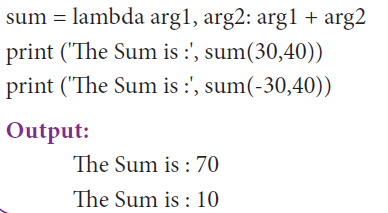 sum = lambda arg1, arg2: arg1 + arg2
print ('The Sum is :', sum(30,40))
print ('The Sum is :', sum(-30,40))
Output:
The Sum is : 70
The Sum is : 10